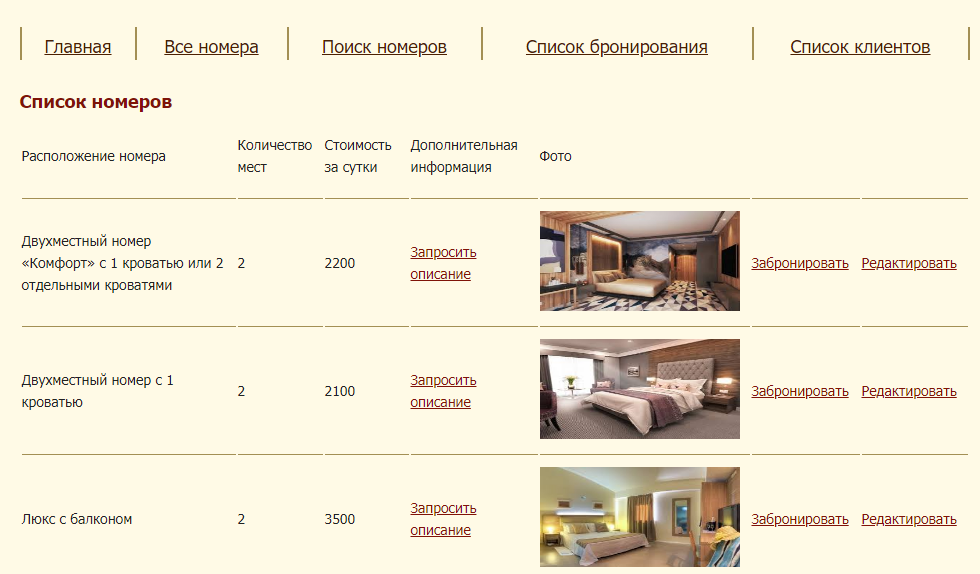 Главная Все номера Поиск номеров Список бронирования Список клиентов
Список номеров
Расположение номера
Количество
мест
Стоимость
за сутки
Дополнительная
информация
Фото
Двухместный номер
«Комфорт» с 1 кроватью или 2
отдельными кроватями
2
2200
Запросить
описание
Забронировать
Редактировать
Двухместный номер с 1
кроватью
2
2100
Запросить
описание
Забронировать
Редактировать
Люкс с балконом
2
3500
Запросить
описание
Забронировать
Редактировать